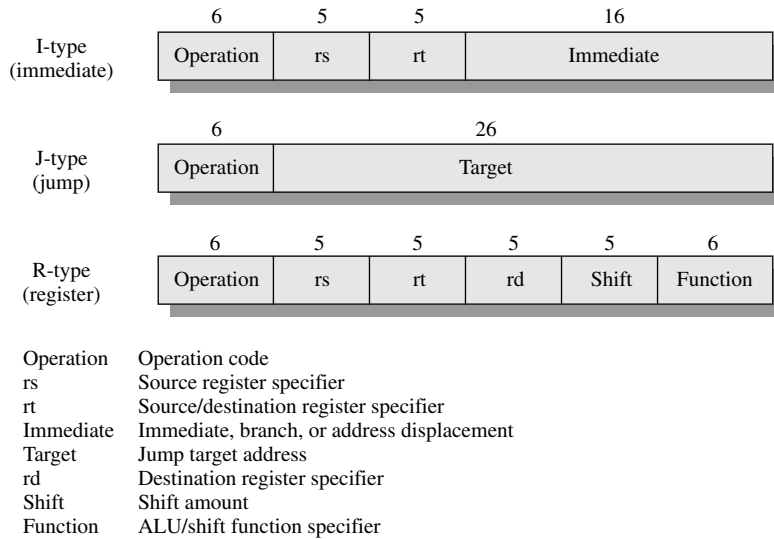 6 5 5 16
I-type
(immediate)
Operation rs rt Immediate
6 26
J-type
(jump)
Operation Target
6 5 5 5 5 6
R-type
(register)
Operation rs rt rd Shift Function
Operation Operation code
rs Source register specifier
rt Source/destination register specifier
Immediate Immediate, branch, or address displacement
Target Jump target address
rd Destination register specifier
Shift Shift amount
Function ALU/shift function specifier